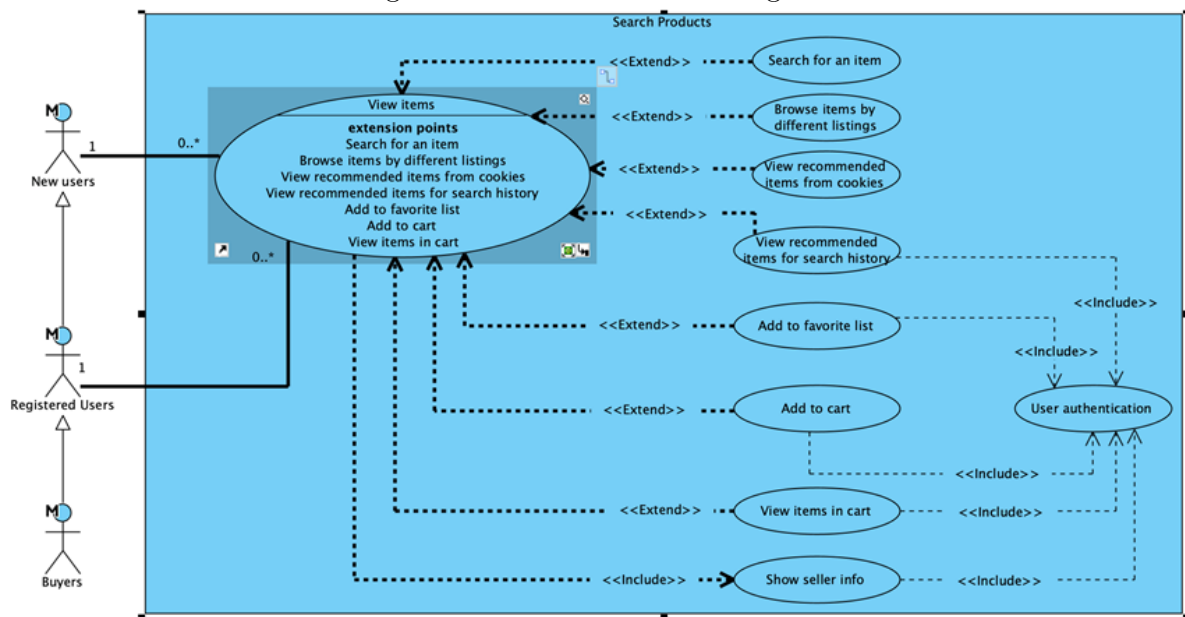 Search Products
<<Extend>>
Search for an item
View items
extension points
Search for an item
Browse items by different listings
View recommended items from cookies
View recommended items for search history
Add to favorite list
Add to cart
View items in cart
<<Extend>>
Browse items by
different listings
<<Extend>>
View recommended
items from cookies
<<Extend>>
View recommended
items for search history
M
1
0..*
New users
0..*
<<Include>>
M
1
Registered Users
<<Extend>>
Add to favorite list
<<Include>>
<<Extend>>
Add to cart
User authentication
<<Include>>
M
Buyers
<<Extend>>
View items in cart
<<Include>>
<<Include>>
Show seller info
<<Include>>